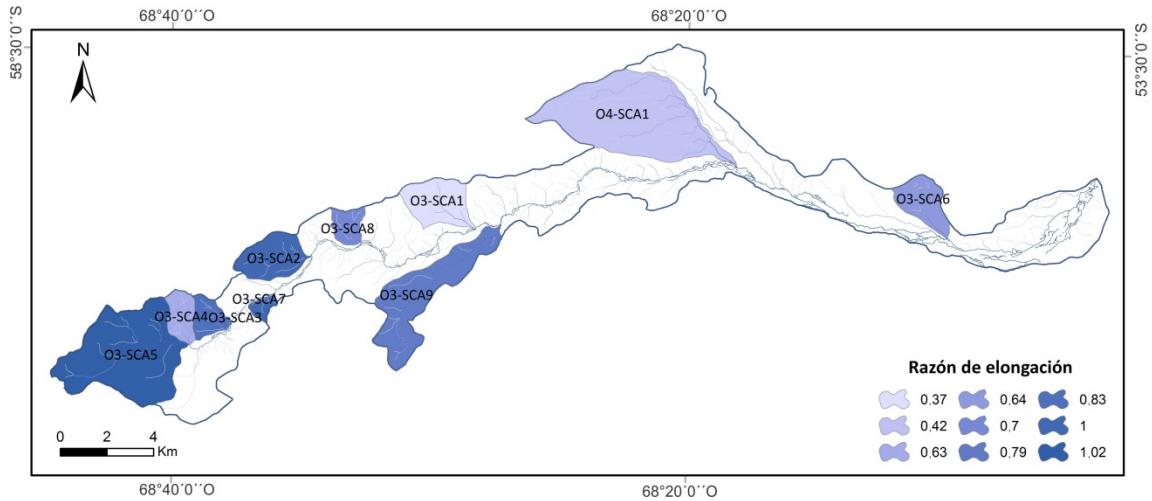 68°40´0´´O
68°20´0´´O
53°30´0´´S.
53°30´0´´S.
N
O4-SCA1
O3-SCA1
O3-SCA6
O3-SCA8
O3-SCA2
O3-SCA7
O3-SCA9
O3-SCA4
O3-SCA3
O3-SCA5
Razón de elongación
0,37
0,64
0,83
0,42
0,7
1
0,63
0,79
1,02
0 2 4
Km
68°40´0´´O
68°20´0´´O